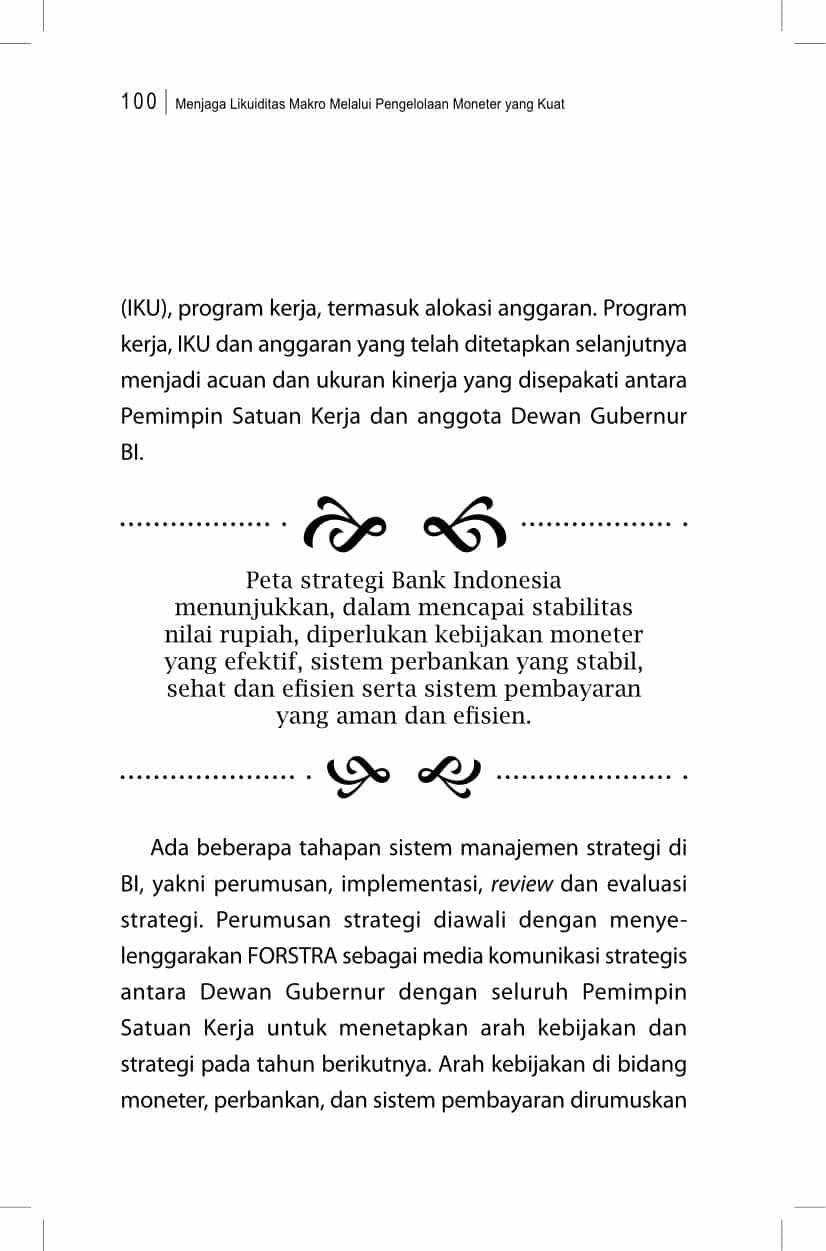 100 Menjaga Likuiditas Makro Melalui Pengelolaan Moneter yang Kuat
(IKU), program kerja, termasuk alokasi anggaran. Program
kerja, IKU dan anggaran yang telah ditetapkan selanjutnya
menjadi acuan dan ukuran kinerja yang disepakati antara
Pemimpin Satuan Kerja dan anggota Dewan Gubernur
BI.
Peta strategi Bank Indonesia
menunjukkan, dalam mencapai stabilitas
nilai rupiah, diperlukan kebijakan moneter
yang efektif, sistem perbankan yang stabil,
sehat dan efisien serta sistem pembayaran
yang aman dan efisien.
Ada beberapa tahapan sistem manajemen strategi di
BI, yakni perumusan, implementasi, review dan evaluasi
strategi. Perumusan strategi diawali dengan menye-
lenggarakan FORSTRA sebagai media komunikasi strategis
antara Dewan Gubernur dengan seluruh Pemimpin
Satuan Kerja untuk menetapkan arah kebijakan dan
strategi pada tahun berikutnya. Arah kebijakan di bidang
moneter, perbankan, dan sistem pembayaran dirumuskan